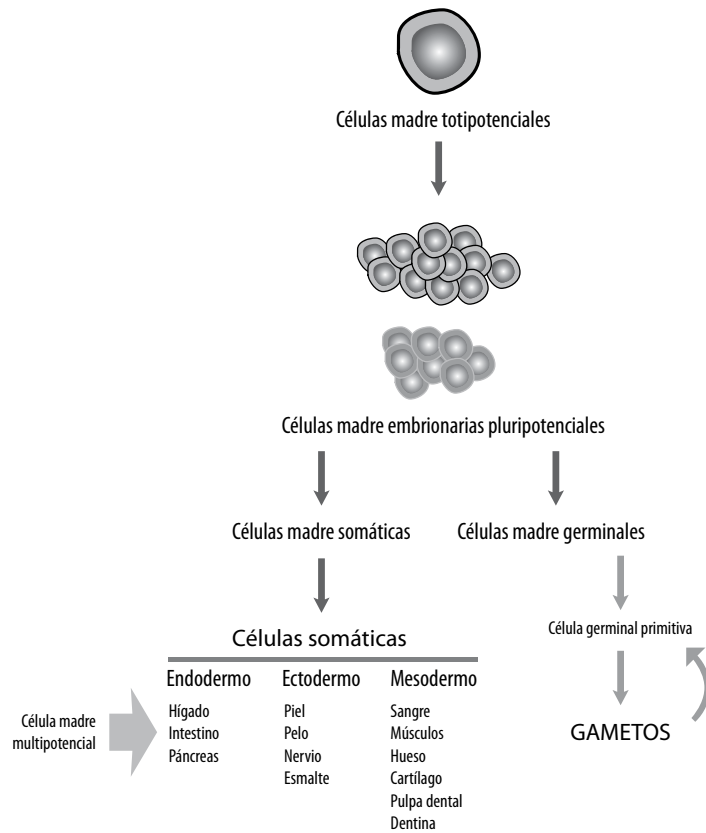 Células madre totipotenciales
Células madre embrionarias pluripotenciales
Células madre somáticas
Células madre germinales
Célula germinal primitiva
GAMETOS
Células somáticas
Célula madre
multipotencial
Endodermo
Hígado
Intestino
Páncreas
Ectodermo
Piel
Pelo
Nervio
Esmalte
Mesodermo
Sangre
Músculos
Hueso
Cartílago
Pulpa dental
Dentina